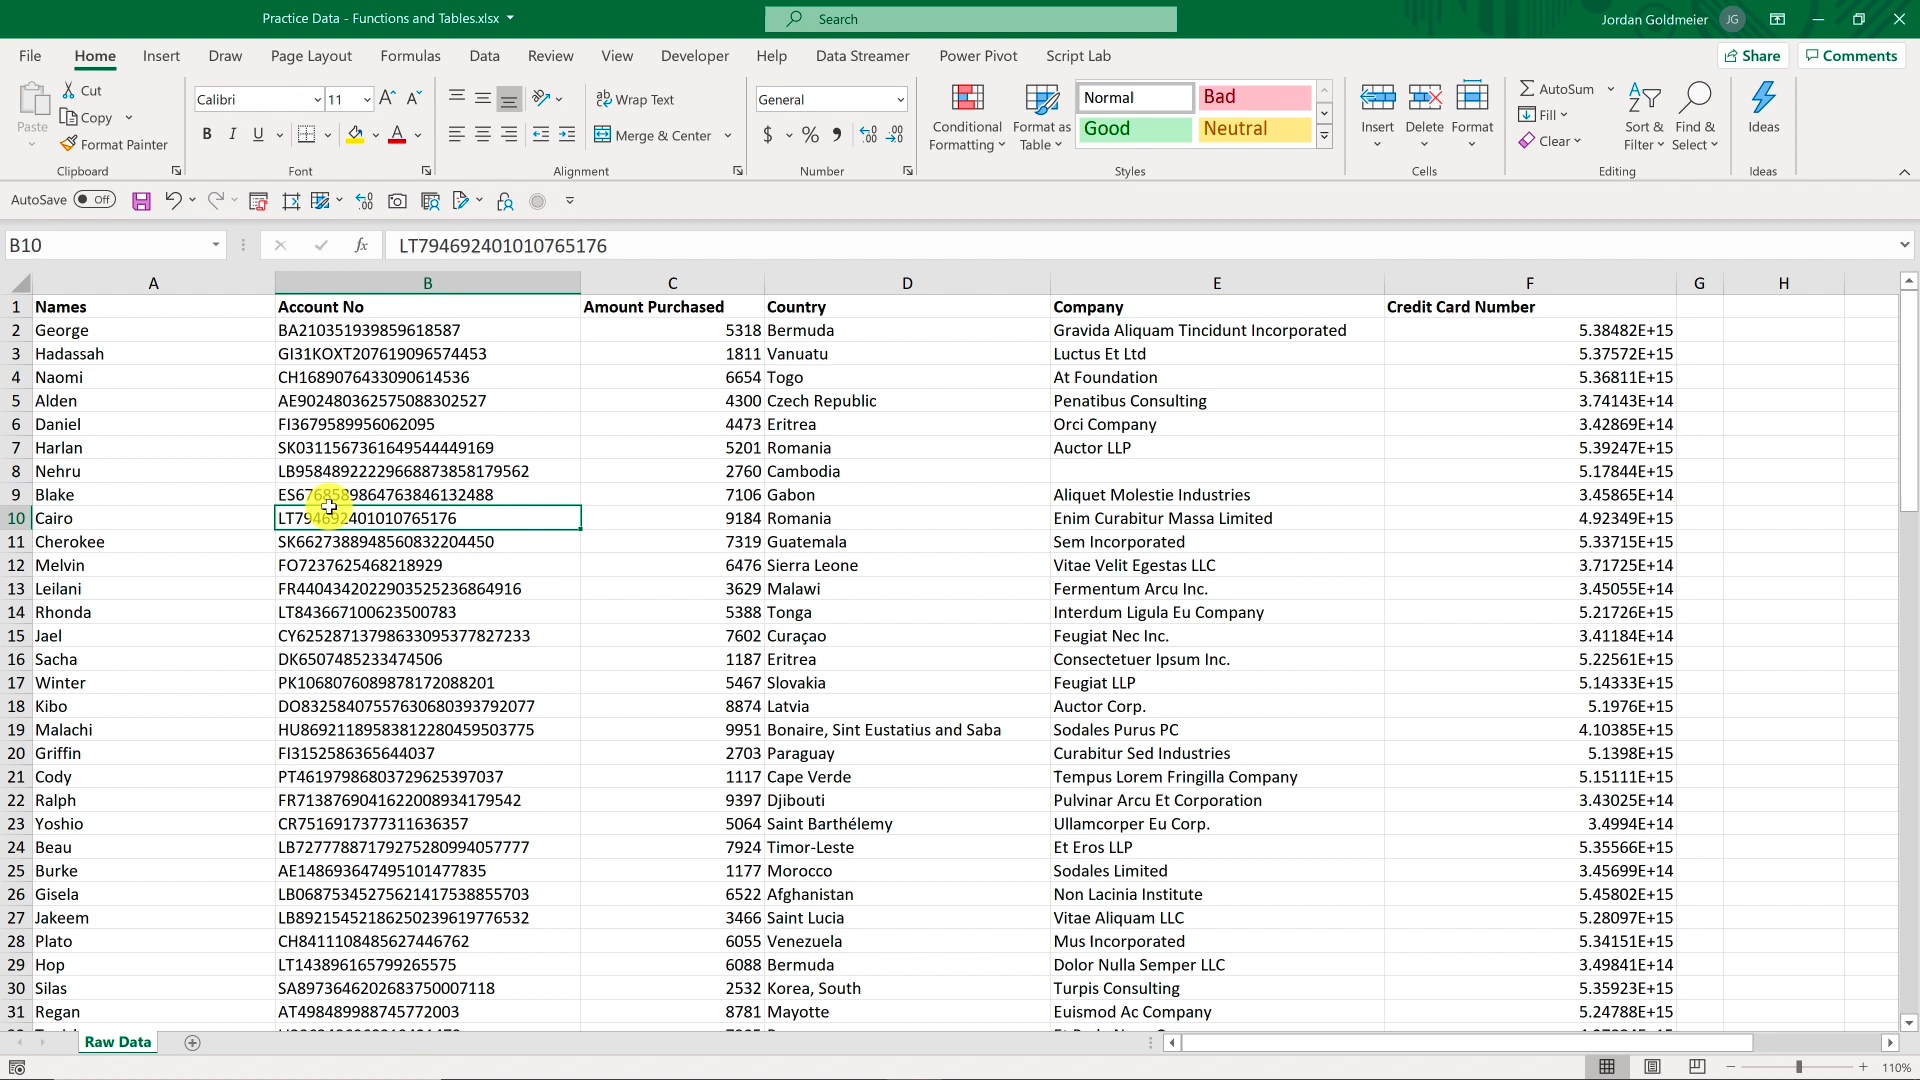 Practice Data - Functions and Tables.xlsx
Search
Jordan Goldmeier JG
File Home Insert Draw Page Layout Formulas Data Review View Developer Help Data Streamer Power Pivot Script Lab Share Comments
Paste
Cut
Copy
Format Painter
Clipboard
Calibri 11
B I U
Font
Wrap Text
Merge & Center
Alignment
General
$ % ,
Number
Conditional Formatting
Format as Table
Normal Bad
Good Neutral
Styles
Insert Delete Format
Cells
AutoSum
Fill
Clear
Sort & Filter
Find & Select
Editing
Ideas
Ideas
AutoSave Off
B10 fx LT794692401010765176
A B C D E F G H
1 Names Account No Amount Purchased Country Company Credit Card Number
2 George BA210351939859618587 5318 Bermuda Gravida Aliquam Tincidunt Incorporated 5.38482E+15
3 Hadassah GI31KOXT207619096574453 1811 Vanuatu Luctus Et Ltd 5.37572E+15
4 Naomi CH1689076433090614536 6654 Togo At Foundation 5.36811E+15
5 Alden AE902480362575088302527 4300 Czech Republic Penatibus Consulting 3.74143E+14
6 Daniel FI3679589956062095 4473 Eritrea Orci Company 3.42869E+14
7 Harlan SK0311567361649544449169 5201 Romania Auctor LLP 5.39247E+15
8 Nehru LB95848922229668873858179562 2760 Cambodia 5.17844E+15
9 Blake ES6768589864763846132488 7106 Gabon Aliquet Molestie Industries 3.45865E+14
10 Cairo LT794692401010765176 9184 Romania Enim Curabitur Massa Limited 4.92349E+15
11 Cherokee SK6627388948560832204450 7319 Guatemala Sem Incorporated 5.33715E+15
12 Melvin FO7237625468218929 6476 Sierra Leone Vitae Velit Egestas LLC 3.71725E+14
13 Leilani FR4404342022903525236864916 3629 Malawi Fermentum Arcu Inc. 3.45055E+14
14 Rhonda LT843667100623500783 5388 Tonga Interdum Ligula Eu Company 5.21726E+15
15 Jael CY62528713798633095377827233 7602 Curaçao Feugiat Nec Inc. 3.41184E+14
16 Sacha DK6507485233474506 1187 Eritrea Consectetuer Ipsum Inc. 5.22561E+15
17 Winter PK1068076089878172088201 5467 Slovakia Feugiat LLP 5.14333E+15
18 Kibo DO83258407557630680393792077 8874 Latvia Auctor Corp. 5.1976E+15
19 Malachi HU86921189583812280459503775 9951 Bonaire, Sint Eustatius and Saba Sodales Purus PC 4.10385E+15
20 Griffin FI3152586365644037 2703 Paraguay Curabitur Sed Industries 5.1398E+15
21 Cody PT46197986803729625397037 1117 Cape Verde Tempus Lorem Fringilla Company 5.15111E+15
22 Ralph FR7138769041622008934179542 9397 Djibouti Pulvinar Arcu Et Corporation 3.43025E+14
23 Yoshio CR7516917377311636357 5064 Saint Barthélemy Ullamcorper Eu Corp. 3.4994E+14
24 Beau LB72777887179275280994057777 7924 Timor-Leste Et Eros LLP 5.35566E+15
25 Burke AE148693647495101477835 1177 Morocco Sodales Limited 3.45699E+14
26 Gisela LB06875345275621417538855703 6522 Afghanistan Non Lacinia Institute 5.45802E+15
27 Jakeem LB89215452186250239619776532 3466 Saint Lucia Vitae Aliquam LLC 5.28097E+15
28 Plato CH8411108485627446762 6055 Venezuela Mus Incorporated 5.34151E+15
29 Hop LT143896165799265575 6088 Bermuda Dolor Nulla Semper LLC 3.49841E+14
30 Silas SA8973646202683750007118 2532 Korea, South Turpis Consulting 5.35923E+15
31 Regan AT498489988745772003 8781 Mayotte Euismod Ac Company 5.24788E+15
Raw Data
110%